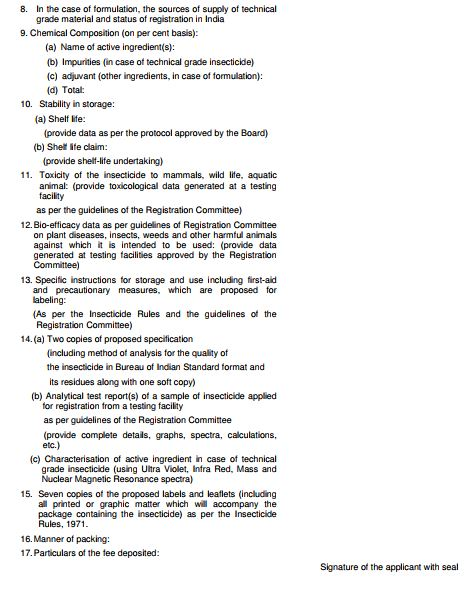 8. In the case of formulation, the sources of supply of technical
grade material and status of registration in India
9. Chemical Composition (on per cent basis):
(a) Name of active ingredient(s):
(b) Impurities (in case of technical grade insecticide)
(c) adjuvant (other ingredients, in case of formulation):
(d) Total:
10. Stability in storage:
(a) Shelf life:
(provide data as per the protocol approved by the Board)
(b) Shelf life claim:
(provide shelf-life undertaking)
11. Toxicity of the insecticide to mammals, wild life, aquatic
animal: (provide toxicological data generated at a testing
facility
as per the guidelines of the Registration Committee)
12. Bio-efficacy data as per guidelines of Registration Committee
on plant diseases, insects, weeds and other harmful animals
against which it is intended to be used: (provide data
generated at testing facilities approved by the Registration
Committee)
13. Specific instructions for storage and use including first-aid
and precautionary measures, which are proposed for
labeling:
(As per the Insecticide Rules and the guidelines of the
Registration Committee)
14. (a) Two copies of proposed specification
(including method of analysis for the quality of
the insecticide in Bureau of Indian Standard format and
its residues along with one soft copy)
(b) Analytical test report(s) of a sample of insecticide applied
for registration from a testing facility
as per guidelines of the Registration Committee
(provide complete details, graphs, spectra, calculations,
etc.)
(c) Characterisation of active ingredient in case of technical
grade insecticide (using Ultra Violet, Infra Red, Mass and
Nuclear Magnetic Resonance spectra)
15. Seven copies of the proposed labels and leaflets (including
all printed or graphic matter which will accompany the
package containing the insecticide) as per the Insecticide
Rules, 1971.
16. Manner of packing:
17. Particulars of the fee deposited:
Signature of the applicant with seal